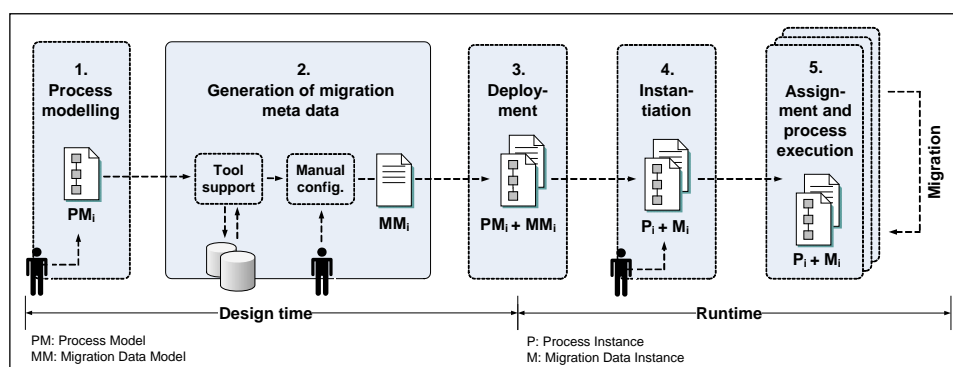 1.
Process
modelling
PMi
2.
Generation of migration
meta data
Tool
support
Manual
config.
MMi
3.
Deploy-
ment
PMi + MMi
4.
Instan-
tiation
Pi + Mi
5.
Assign-
ment and
process
execution
Pi + Mi
Migration
Design time
Runtime
PM: Process Model
MM: Migration Data Model
P: Process Instance
M: Migration Data Instance